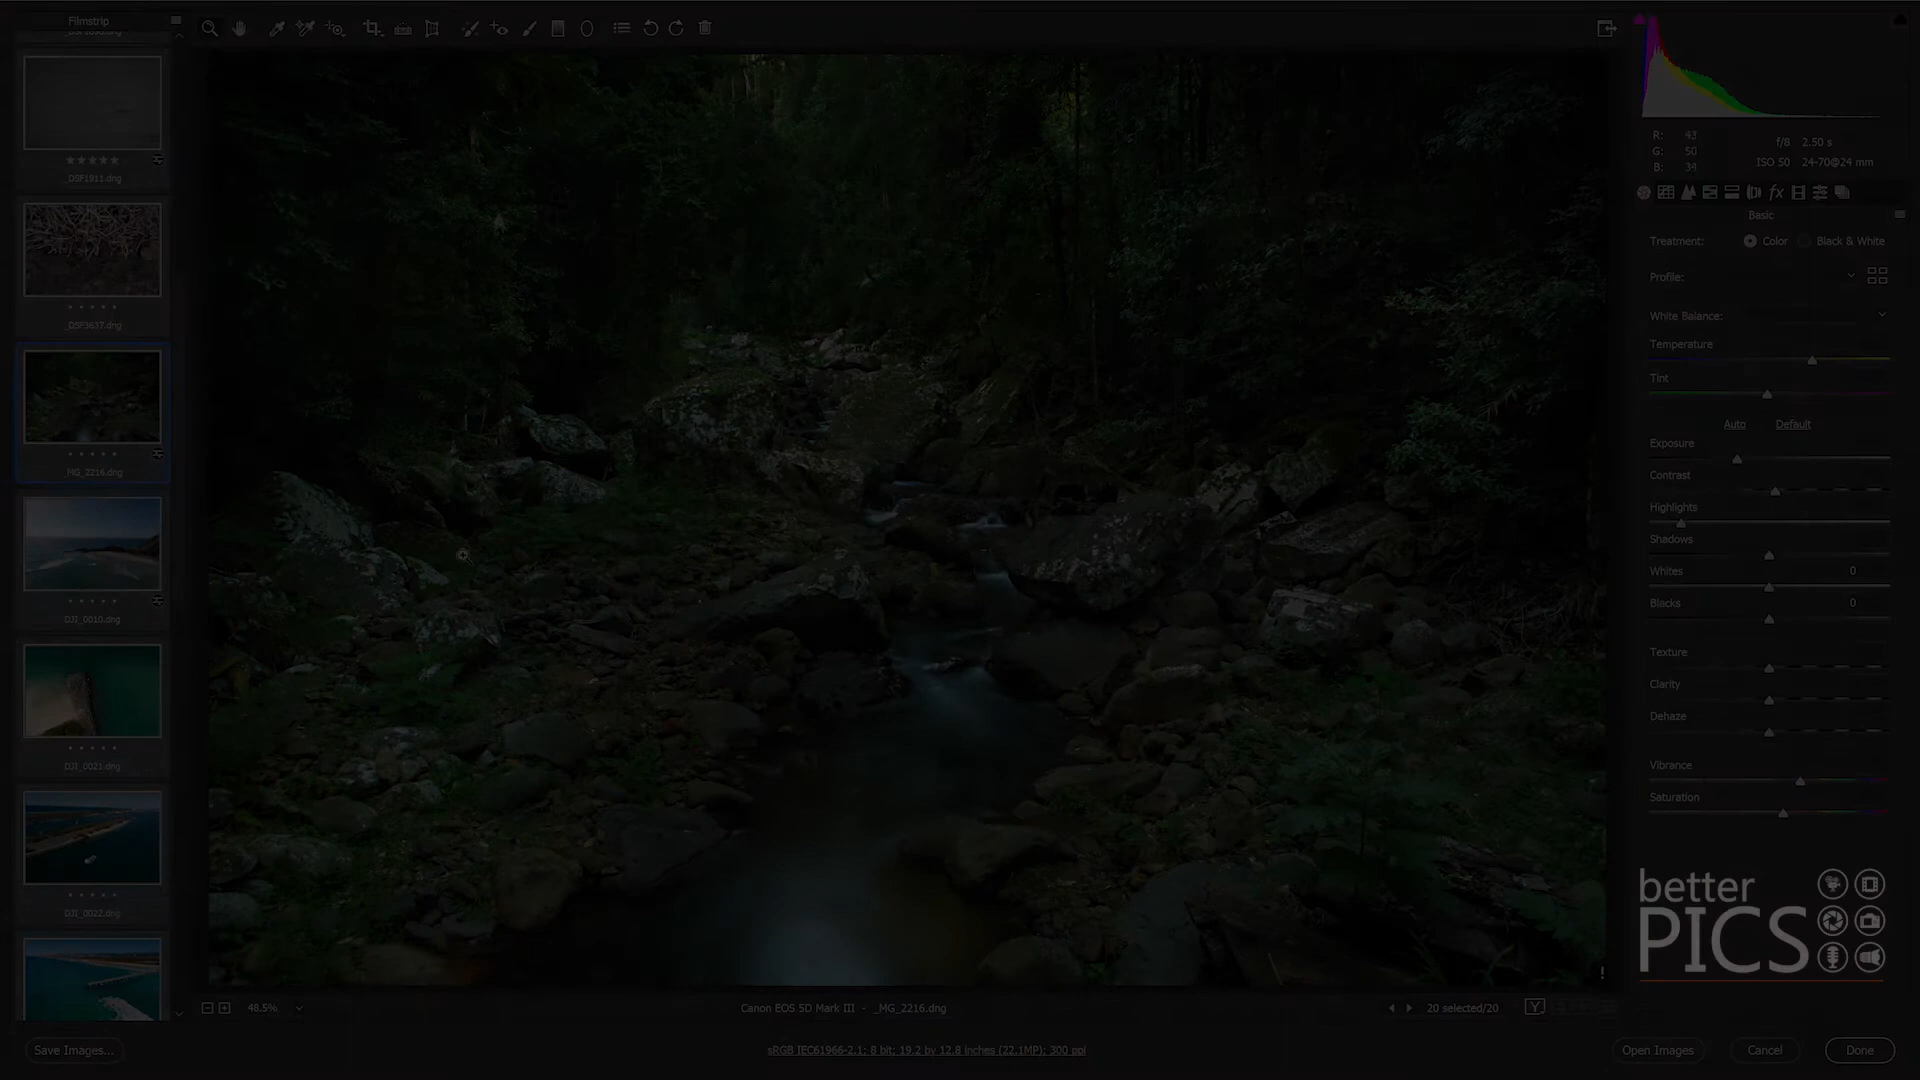 Filmstrip
_DSF1911.dng
_DSF3637.dng
_MG_2216.dng
DJI_0010.dng
DJI_0021.dng
DJI_0022.dng
Save Images...
48.5%
Canon EOS 5D Mark III - _MG_2216.dng
20 selected/20
Y
sRGB IEC61966-2.1; 8 bit; 19.2 by 12.8 inches (22.1MP); 300 ppi
Open Images
Cancel
Done
R: 43
G: 50
B: 34
f/8 2.50 s
ISO 50 24-70@24 mm
fx
Basic
Treatment: Color Black & White
Profile:
White Balance:
Temperature
Tint
Auto Default
Exposure
Contrast
Highlights
Shadows
Whites 0
Blacks 0
Texture
Clarity
Dehaze
Vibrance
Saturation
better
PICS